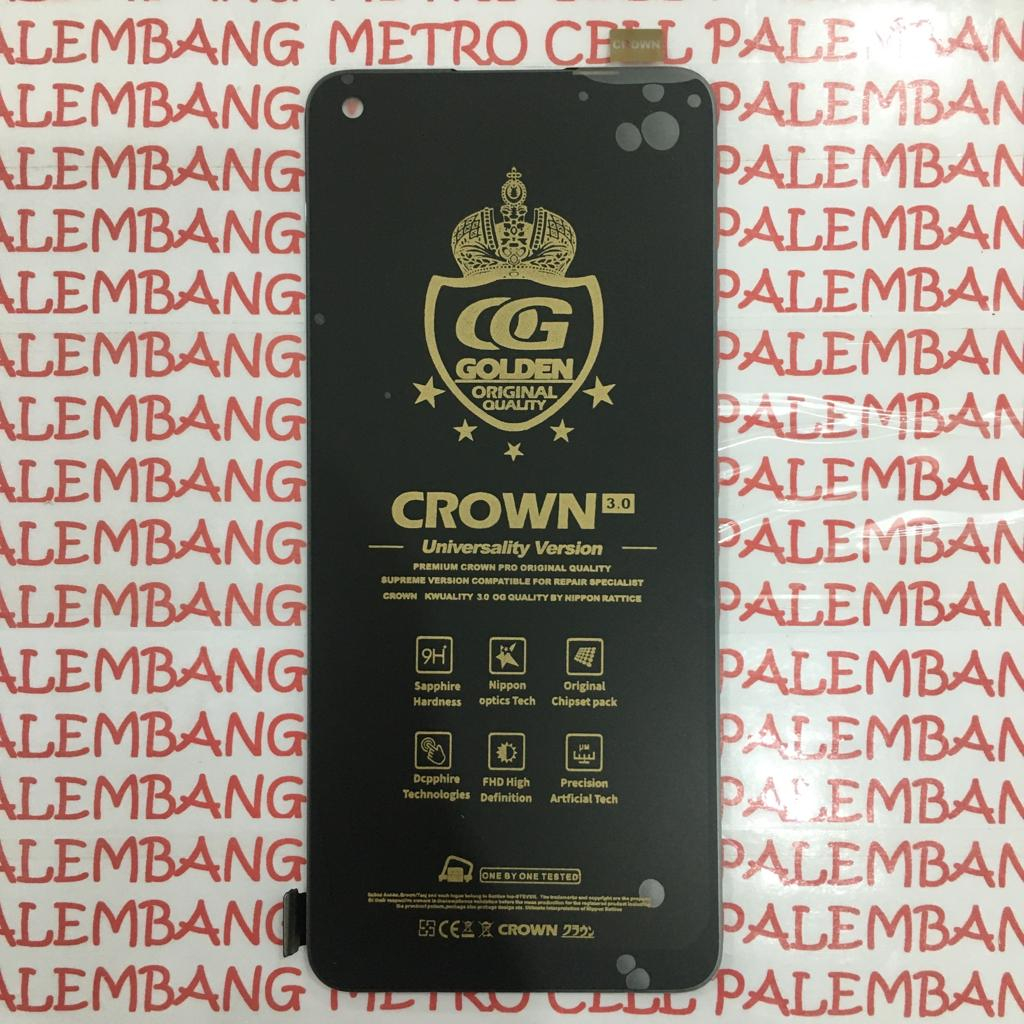 PALEMBANG METRO CELL PALEMBANG
CROWN
PALEMBANG PALEMBANG
PALEMBANG PALEMBANG
PALEMBANG PALEMBANG
PALEMBANG PALEMBANG
PALEMBANG PALEMBANG
PALEMBANG PALEMBANG
PALEMBANG PALEMBANG
PALEMBANG PALEMBANG
PALEMBANG PALEMBANG
PALEMBANG PALEMBANG
PALEMBANG PALEMBANG
PALEMBANG PALEMBANG
PALEMBANG PALEMBANG
PALEMBANG PALEMBANG
PALEMBANG METRO CELL PALEMBANG
OG
GOLDEN
ORIGINAL
QUALITY
CROWN 3.0
Universality Version
PREMIUM CROWN PRO ORIGINAL QUALITY
SUPREME VERSION COMPATIBLE FOR REPAIR SPECIALIST
CROWN KWUALITY 3.0 OG QUALITY BY NIPPON RATTICE
9H
Sapphire
Hardness
Nippon
optics Tech
Original
Chipset pack
Dcpphire
Technologies
FHD High
Definition
µM
Precision
Artficial Tech
ONE BY ONE TESTED
CE CROWN クラウン